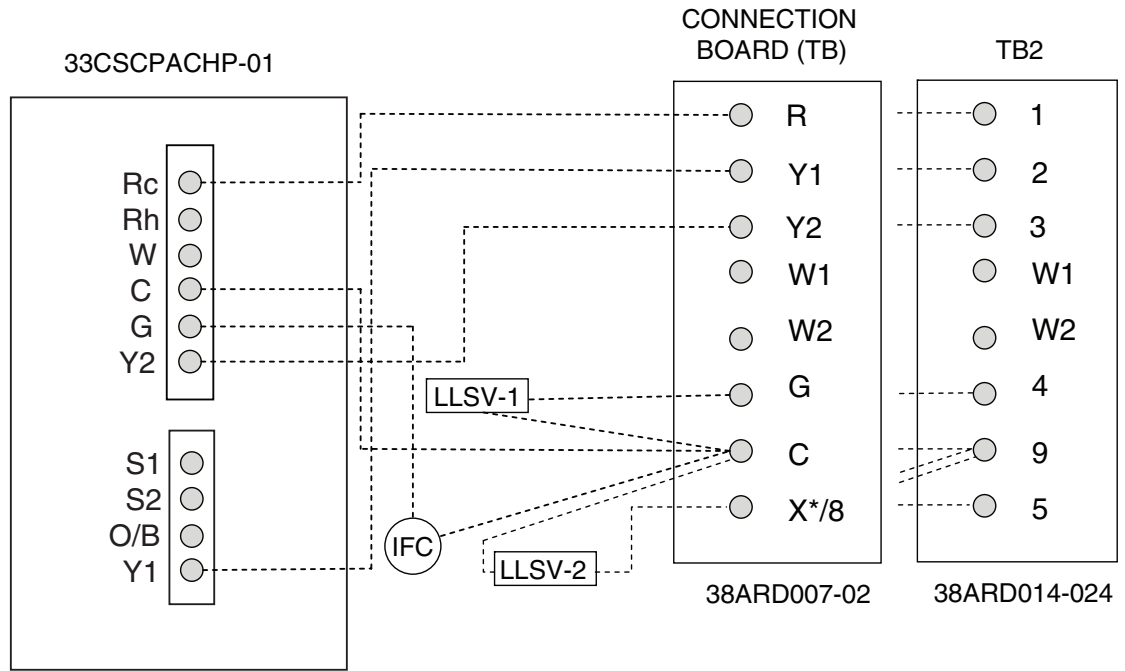 33CSCPACHP-01
Rc
Rh
W
C
G
Y2
S1
S2
O/B
Y1
LLSV-1
IFC
LLSV-2
CONNECTION
BOARD (TB)
R
Y1
Y2
W1
W2
G
C
X*/8
38ARD007-02
TB2
1
2
3
W1
W2
4
9
5
38ARD014-024